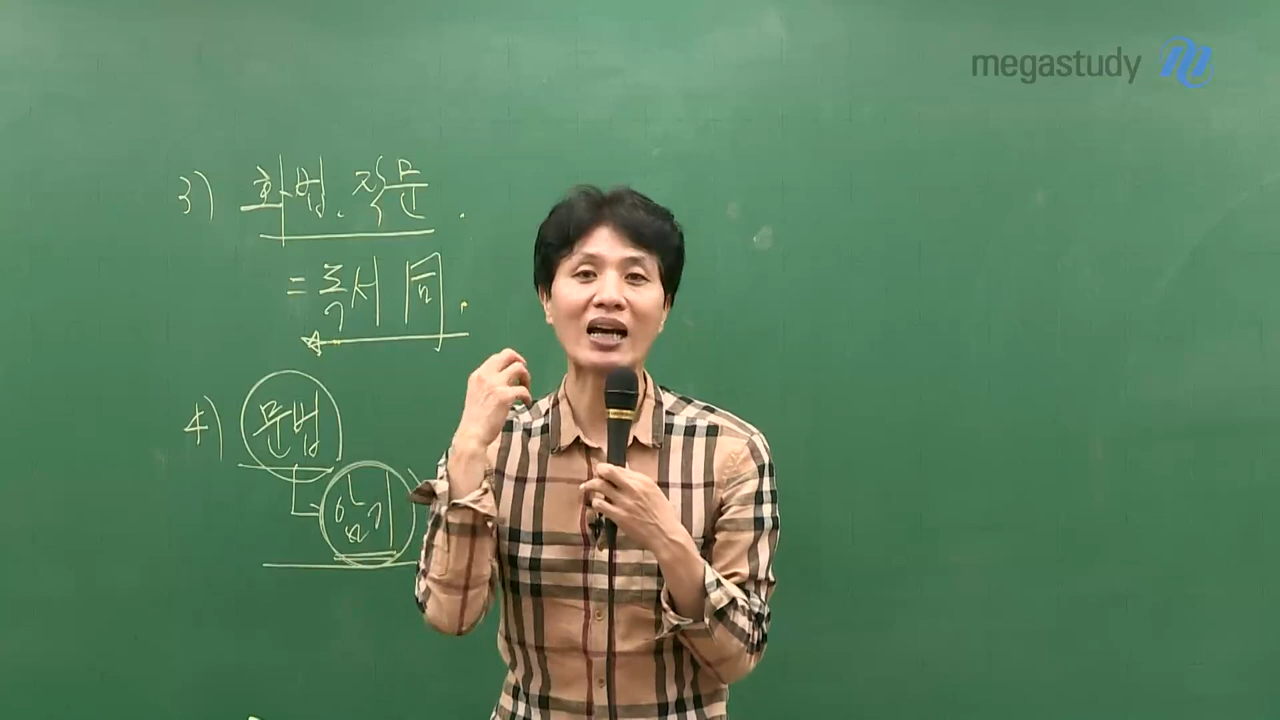 megastudy
3) 화법. 작문.
= 독서 同.
4) 문법
암기